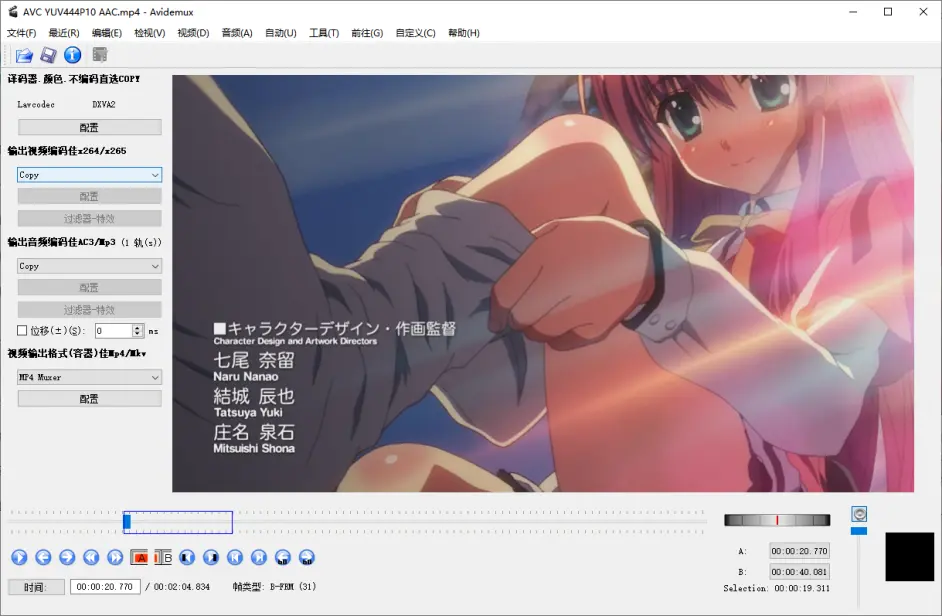 AVC YUV444P10 AAC.mp4 - Avidemux
文件(F) 最近(R) 编辑(E) 检视(V) 视频(D) 音频(A) 自动(U) 工具(T) 前往(G) 自定义(C) 帮助(H)
译码器.颜色.不编码直选COPY
Lavcodec DXVA2
配置
输出视频编码佳x264/x265
Copy
配置
过滤器-特效
输出音频编码佳AC3/Mp3 (1 轨(s))
Copy
配置
过滤器-特效
位移(±)(S): 0 ms
视频输出格式(容器)佳Mp4/Mkv
MP4 Muxer
配置
■キャラクターデザイン・作画監督
Character Design and Artwork Directors
七尾 奈留
Naru Nanao
結城 辰也
Tatsuya Yuki
庄名 泉石
Mitsuishi Shona
A B
60 60
A: 00:00:20.770
B: 00:00:40.081
Selection: 00:00:19.311
时间: 00:00:20.770 / 00:02:04.834 帧类型: B-FRM (31)